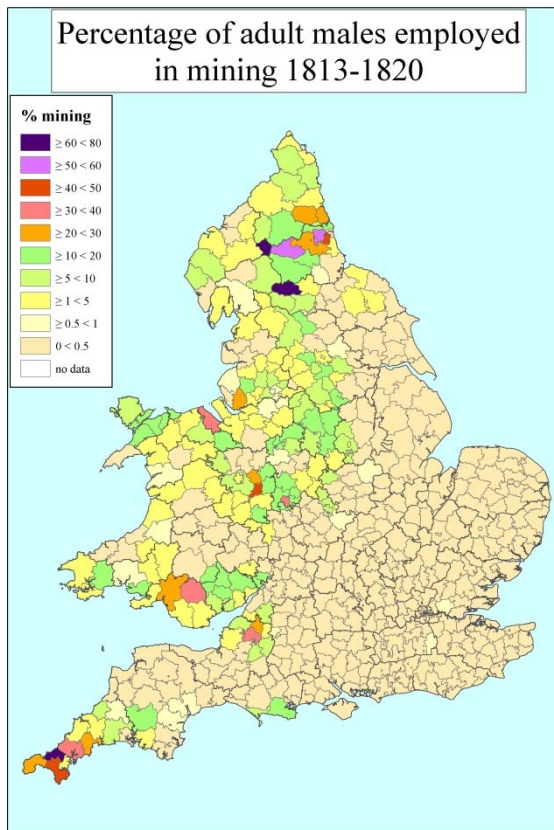 Percentage of adult males employed
in mining 1813-1820
% mining
≥ 60 < 80
≥ 50 < 60
≥ 40 < 50
≥ 30 < 40
≥ 20 < 30
≥ 10 < 20
≥ 5 < 10
≥ 1 < 5
≥ 0.5 < 1
0 < 0.5
no data